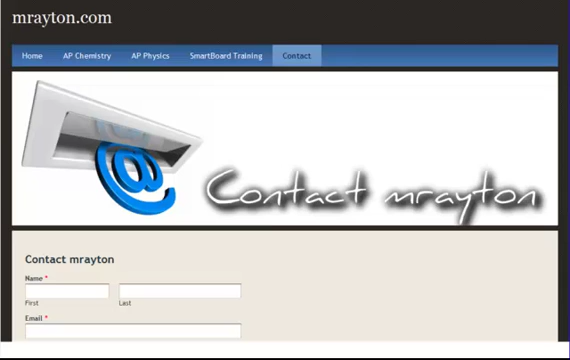 mrayton.com
Home AP Chemistry AP Physics SmartBoard Training Contact
@
Contact mrayton
Contact mrayton
Name *
First Last
Email *